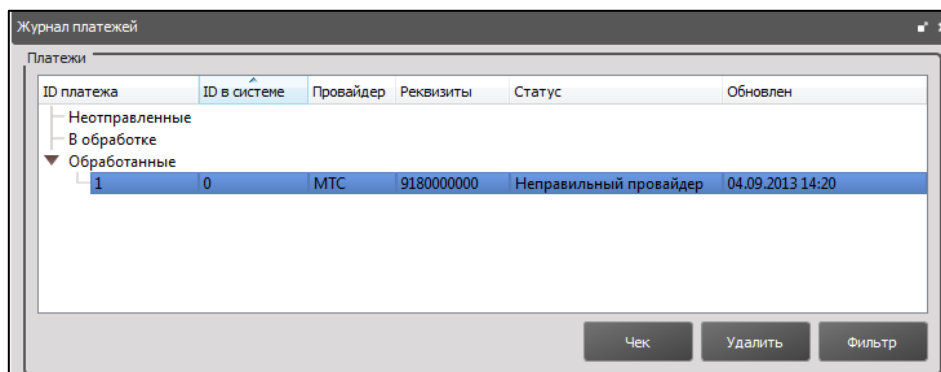 Журнал платежей
Платежи
ID платежа ID в системе Провайдер Реквизиты Статус Обновлен
Неотправленные
В обработке
Обработанные
1 0 МТС 9180000000 Неправильный провайдер 04.09.2013 14:20
Чек Удалить Фильтр